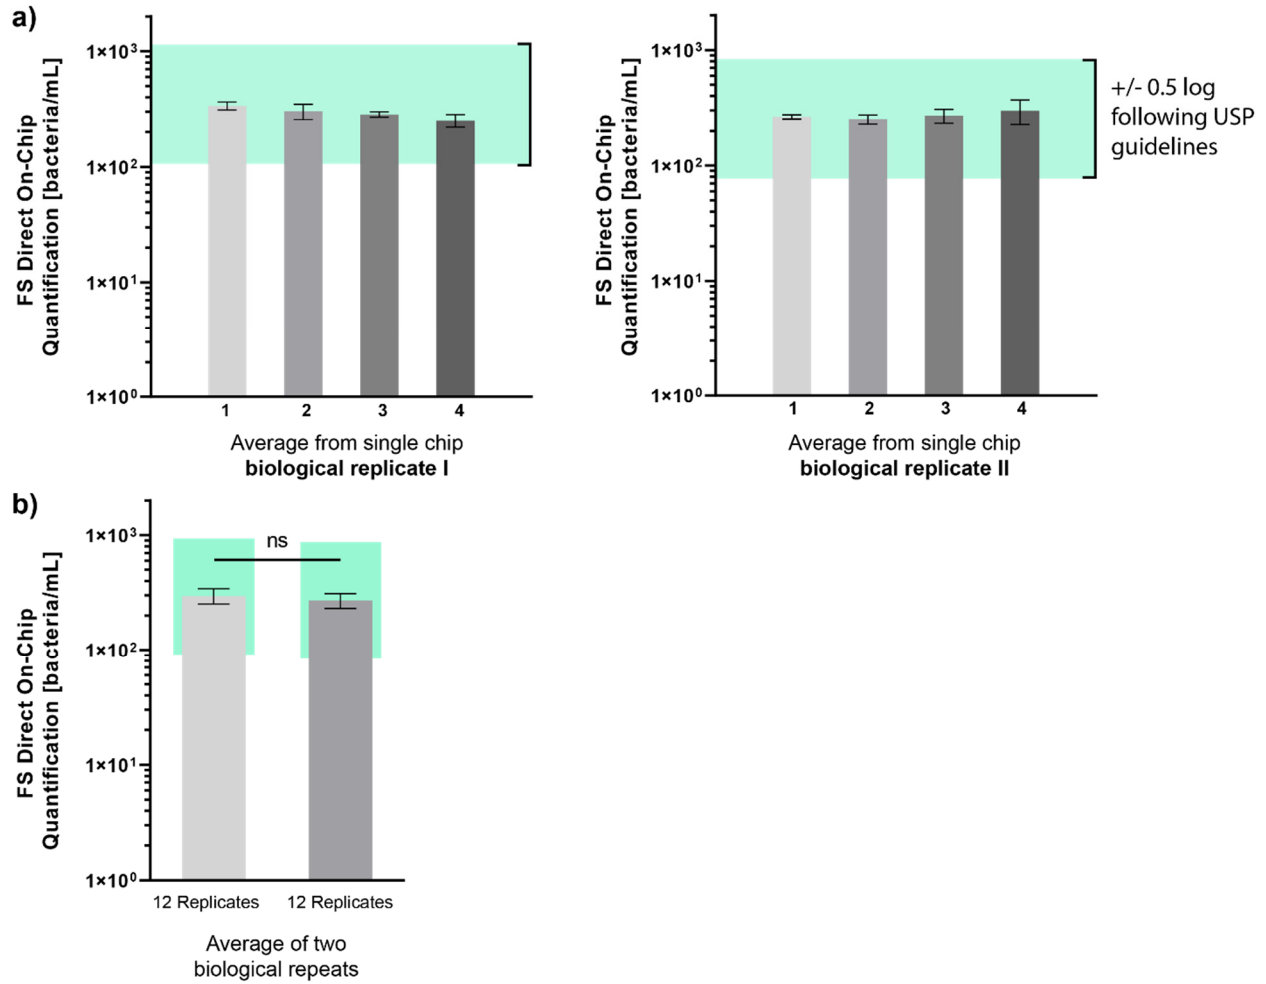 a)
FS Direct On-Chip
Quantification [bacteria/mL]
1×10³
1×10²
1×10¹
1×10⁰
1 2 3 4
Average from single chip
biological replicate I
FS Direct On-Chip
Quantification [bacteria/mL]
1×10³
1×10²
1×10¹
1×10⁰
1 2 3 4
Average from single chip
biological replicate II
+/- 0.5 log
following USP
guidelines
b)
FS Direct On-Chip
Quantification [bacteria/mL]
1×10³
1×10²
1×10¹
1×10⁰
ns
12 Replicates 12 Replicates
Average of two
biological repeats